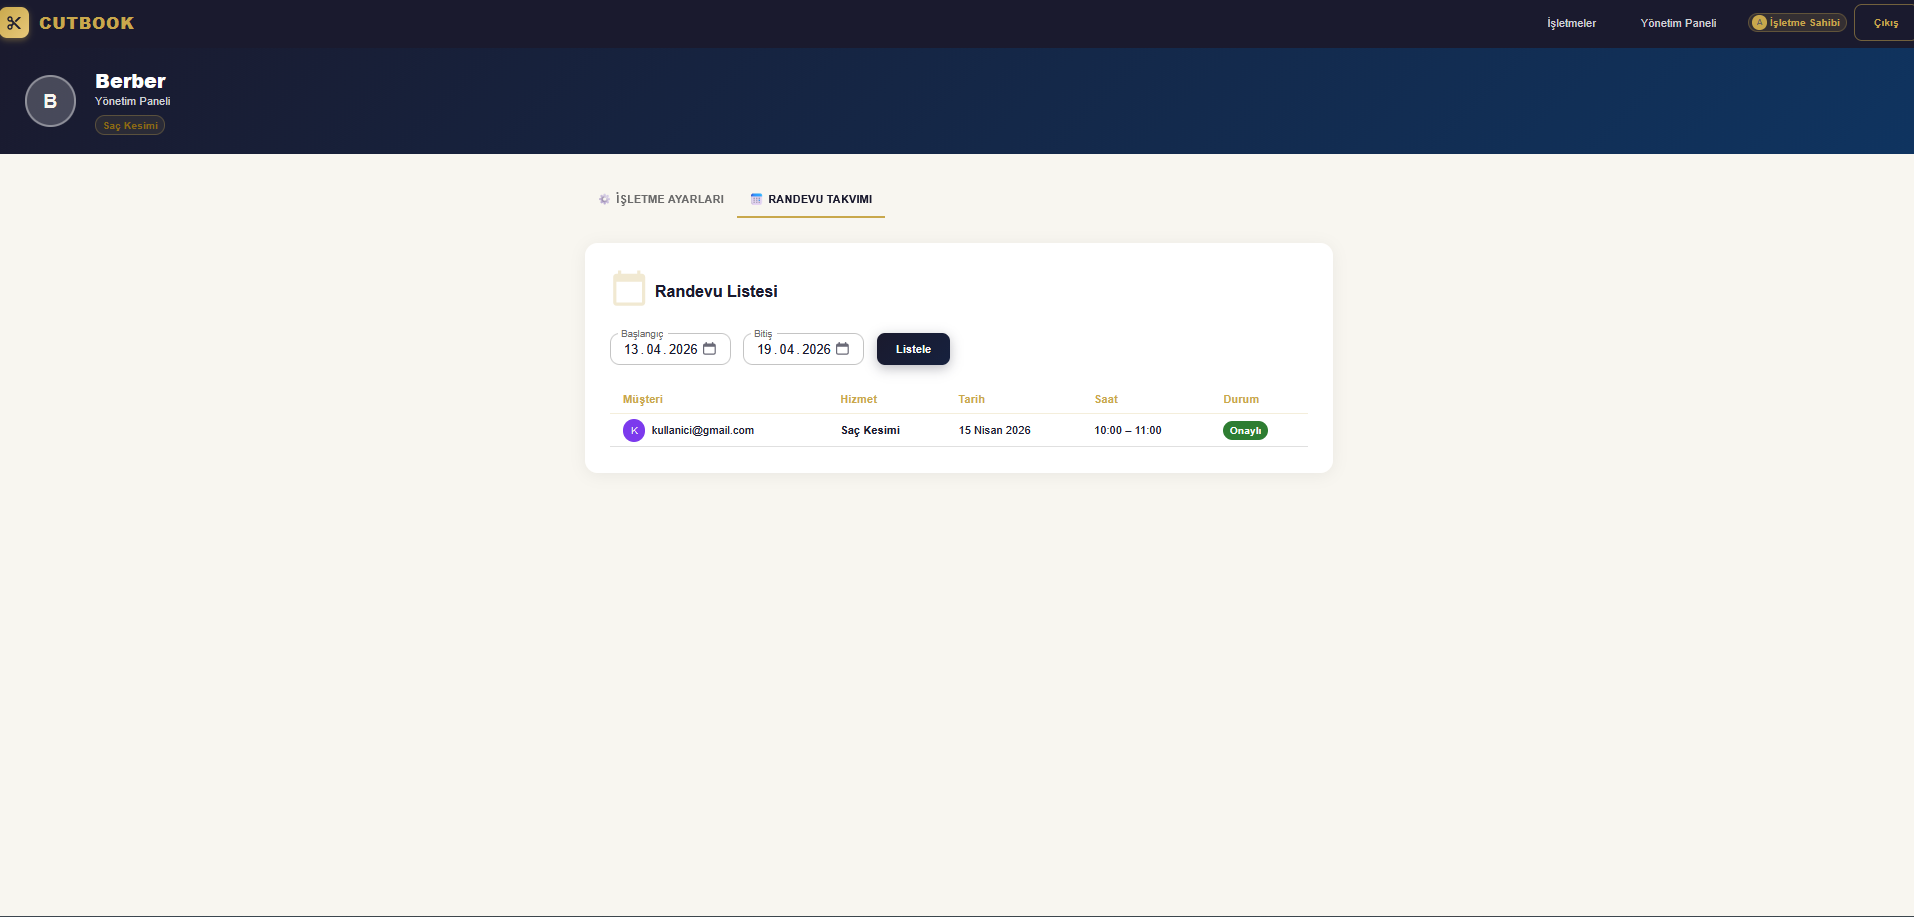 CUTBOOK
İşletmeler
Yönetim Paneli
A İşletme Sahibi
Çıkış
B
Berber
Yönetim Paneli
Saç Kesimi
İŞLETME AYARLARI
RANDEVU TAKVIMI
Randevu Listesi
Başlangıç
13.04.2026
Bitiş
19.04.2026
Listele
Müşteri Hizmet Tarih Saat Durum
K kullanici@gmail.com Saç Kesimi 15 Nisan 2026 10:00 – 11:00 Onaylı